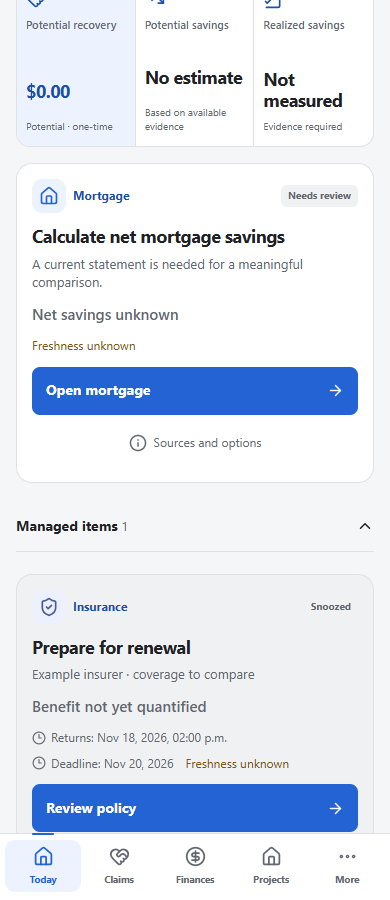 Potential recovery
Potential savings
Realized savings
$0.00
No estimate
Not
measured
Potential · one-time
Based on available
evidence
Evidence required
Mortgage
Needs review
Calculate net mortgage savings
A current statement is needed for a meaningful
comparison.
Net savings unknown
Freshness unknown
Open mortgage
Sources and options
Managed items 1
Insurance
Snoozed
Prepare for renewal
Example insurer · coverage to compare
Benefit not yet quantified
Returns: Nov 18, 2026, 02:00 p.m.
Deadline: Nov 20, 2026 Freshness unknown
Review policy
Today
Claims
Finances
Projects
More